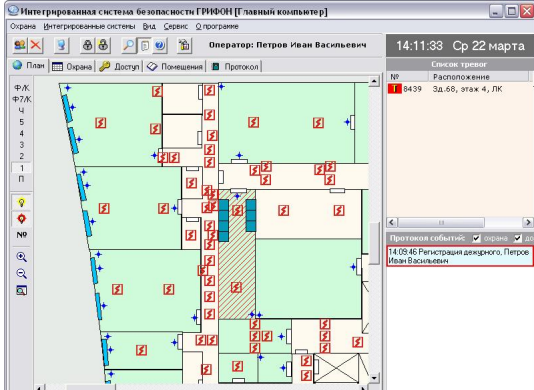 Интегрированная система безопасности ГРИФОН [Главный компьютер]
Охрана Интегрированные системы Вид Сервис О программе
Оператор: Петров Иван Васильевич
14:11:33 Ср 22 марта
План Охрана Доступ Помещения Протокол
Список тревог
№ Расположение
Т 8439 Зд.68, этаж 4, ЛК
Ф/К
Ф7/К
Ч
5
4
3
2
1
П
№
Протокол событий: охрана до
14:09:46 Регистрация дежурного, Петров
Иван Васильевич